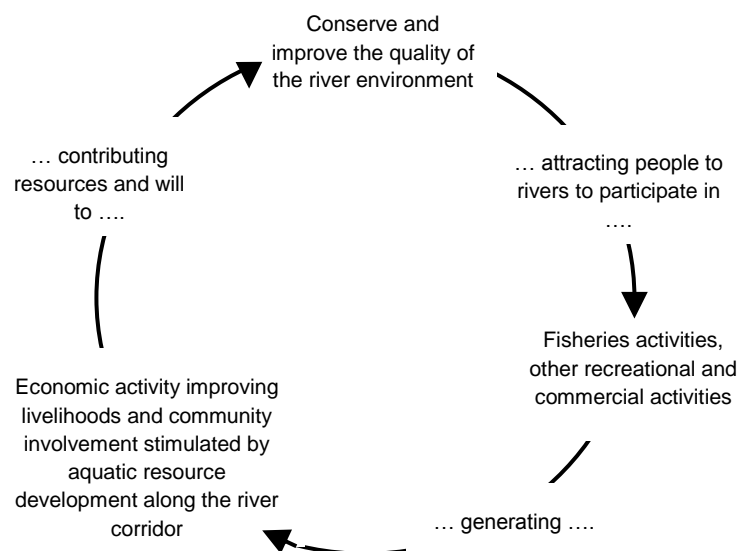 Conserve and
improve the quality of
the river environment
… attracting people to
rivers to participate in
….
Fisheries activities,
other recreational and
commercial activities
… generating ….
Economic activity improving
livelihoods and community
involvement stimulated by
aquatic resource
development along the river
corridor
… contributing
resources and will
to ….